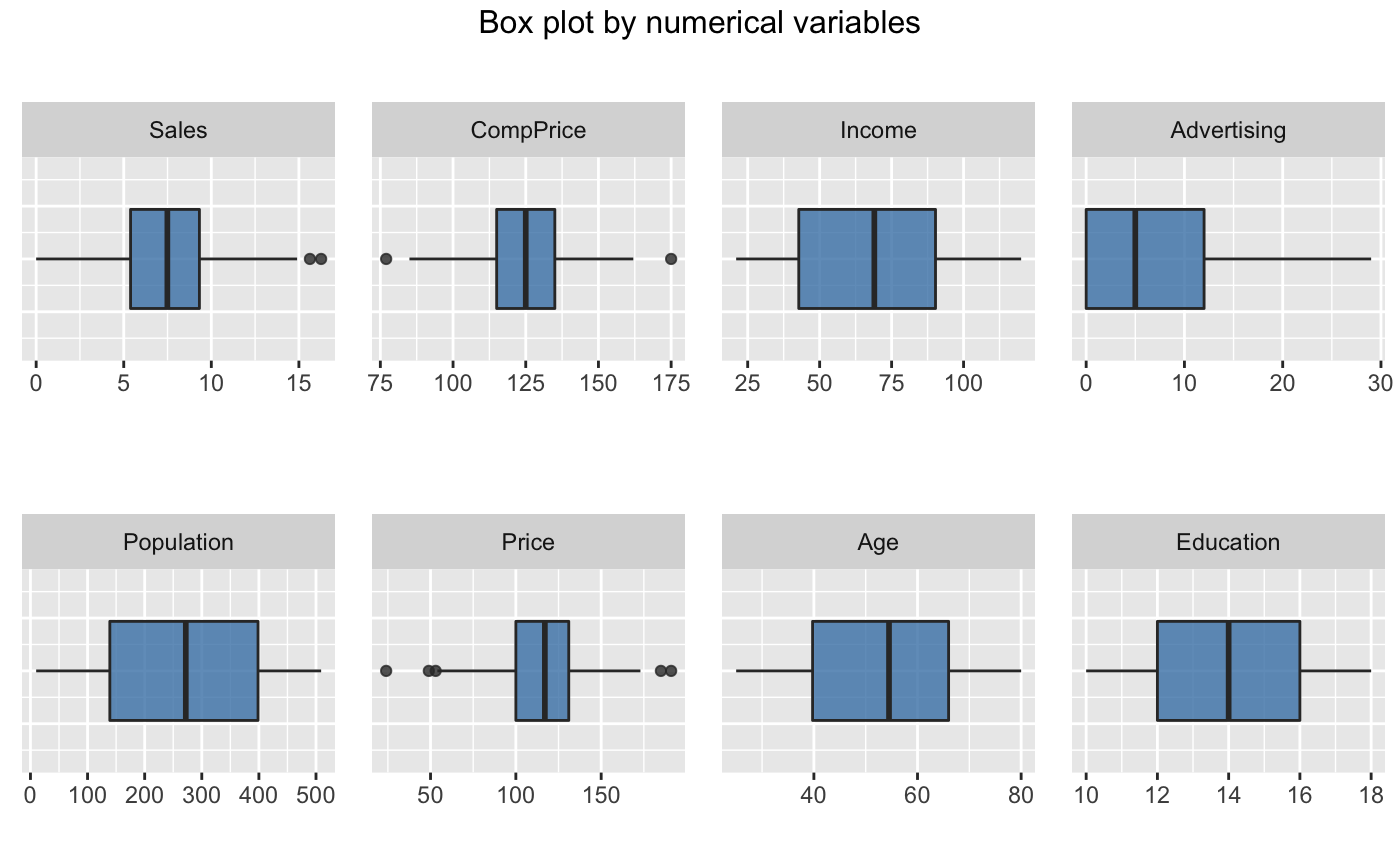 Box plot by numerical variables
Sales CompPrice Income Advertising
0 5 10 15 75 100 125 150 175 25 50 75 100 0 10 20 30
Population Price Age Education
0 100 200 300 400 500 50 100 150 40 60 80 10 12 14 16 18